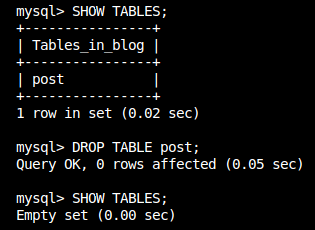 mysql> SHOW TABLES;
+----------------+
| Tables_in_blog |
+----------------+
| post           |
+----------------+
1 row in set (0.02 sec)
mysql> DROP TABLE post;
Query OK, 0 rows affected (0.05 sec)
mysql> SHOW TABLES;
Empty set (0.00 sec)